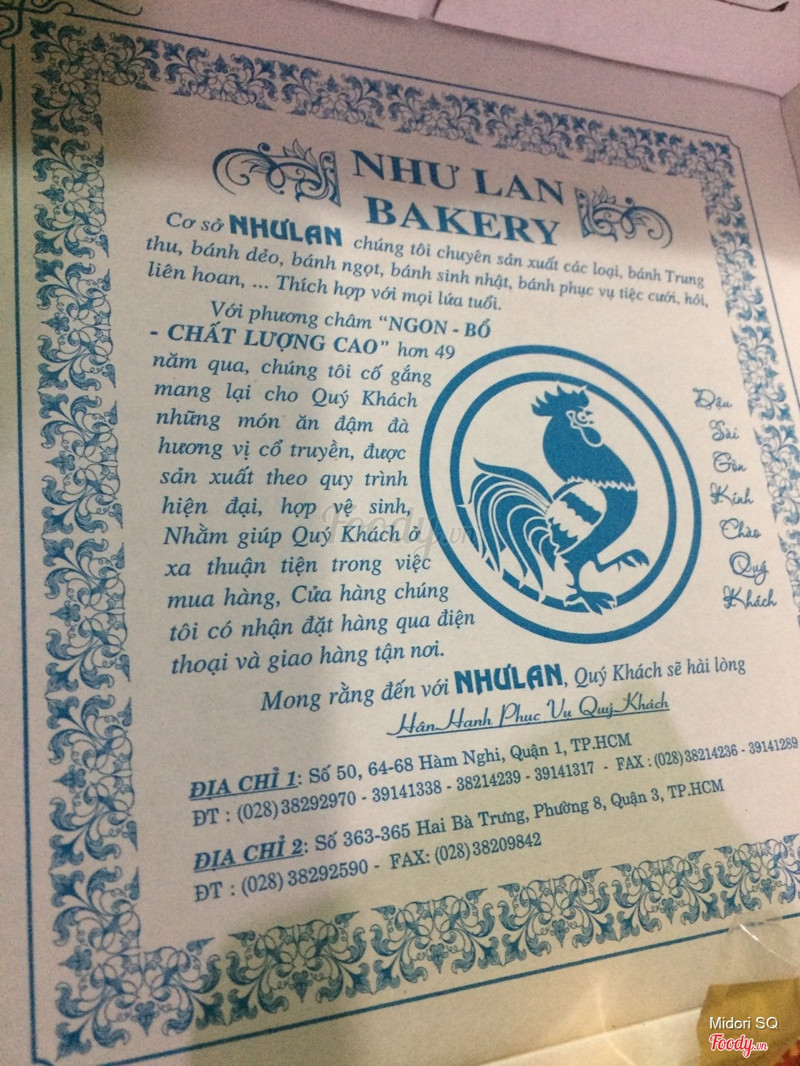 NHƯ LAN
BAKERY
Cơ sở NHƯLAN chúng tôi chuyên sản xuất các loại, bánh Trung
thu, bánh dẻo, bánh ngọt, bánh sinh nhật, bánh phục vụ tiệc cưới, hỏi,
liên hoan, ... Thích hợp với mọi lứa tuổi.
Với phương châm "NGON - BỔ
- CHẤT LƯỢNG CAO" hơn 49
năm qua, chúng tôi cố gắng
mang lại cho Quý Khách
những món ăn đậm đà
hương vị cổ truyền, được
sản xuất theo quy trình
hiện đại, hợp vệ sinh,
Nhằm giúp Quý Khách ở
xa thuận tiện trong việc
mua hàng, Cửa hàng chúng
tôi có nhận đặt hàng qua điện
thoại và giao hàng tận nơi.
Dậu
Sài
Gòn
Kính
Chào
Quý
Khách
Mong rằng đến với NHƯLAN, Quý Khách sẽ hài lòng
Hân Hạnh Phục Vụ Quý Khách
ĐỊA CHỈ 1: Số 50, 64-68 Hàm Nghi, Quận 1, TP.HCM
ĐT : (028) 38292970 - 39141338 - 38214239 - 39141317 - FAX : (028) 38214236 - 39141289
ĐỊA CHỈ 2: Số 363-365 Hai Bà Trưng, Phường 8, Quận 3, TP.HCM
ĐT : (028) 38292590 - FAX: (028) 38209842
Foody.vn
Midori SQ
Foody.vn